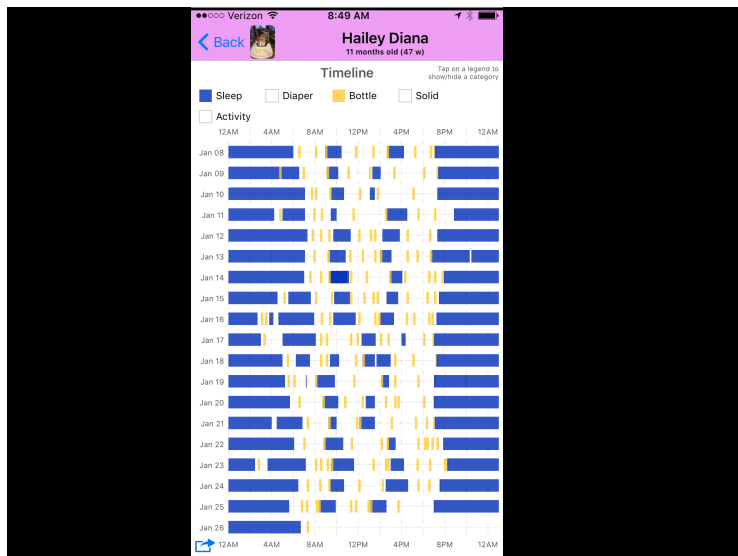 Verizon 8:49 AM
Back
Hailey Diana
11 months old (47 w)
Timeline
Tap on a legend to
show/hide a category
Sleep Diaper Bottle Solid
Activity
12AM 4AM 8AM 12PM 4PM 8PM 12AM
Jan 08
Jan 09
Jan 10
Jan 11
Jan 12
Jan 13
Jan 14
Jan 15
Jan 16
Jan 17
Jan 18
Jan 19
Jan 20
Jan 21
Jan 22
Jan 23
Jan 24
Jan 25
Jan 26
12AM 4AM 8AM 12PM 4PM 8PM 12AM